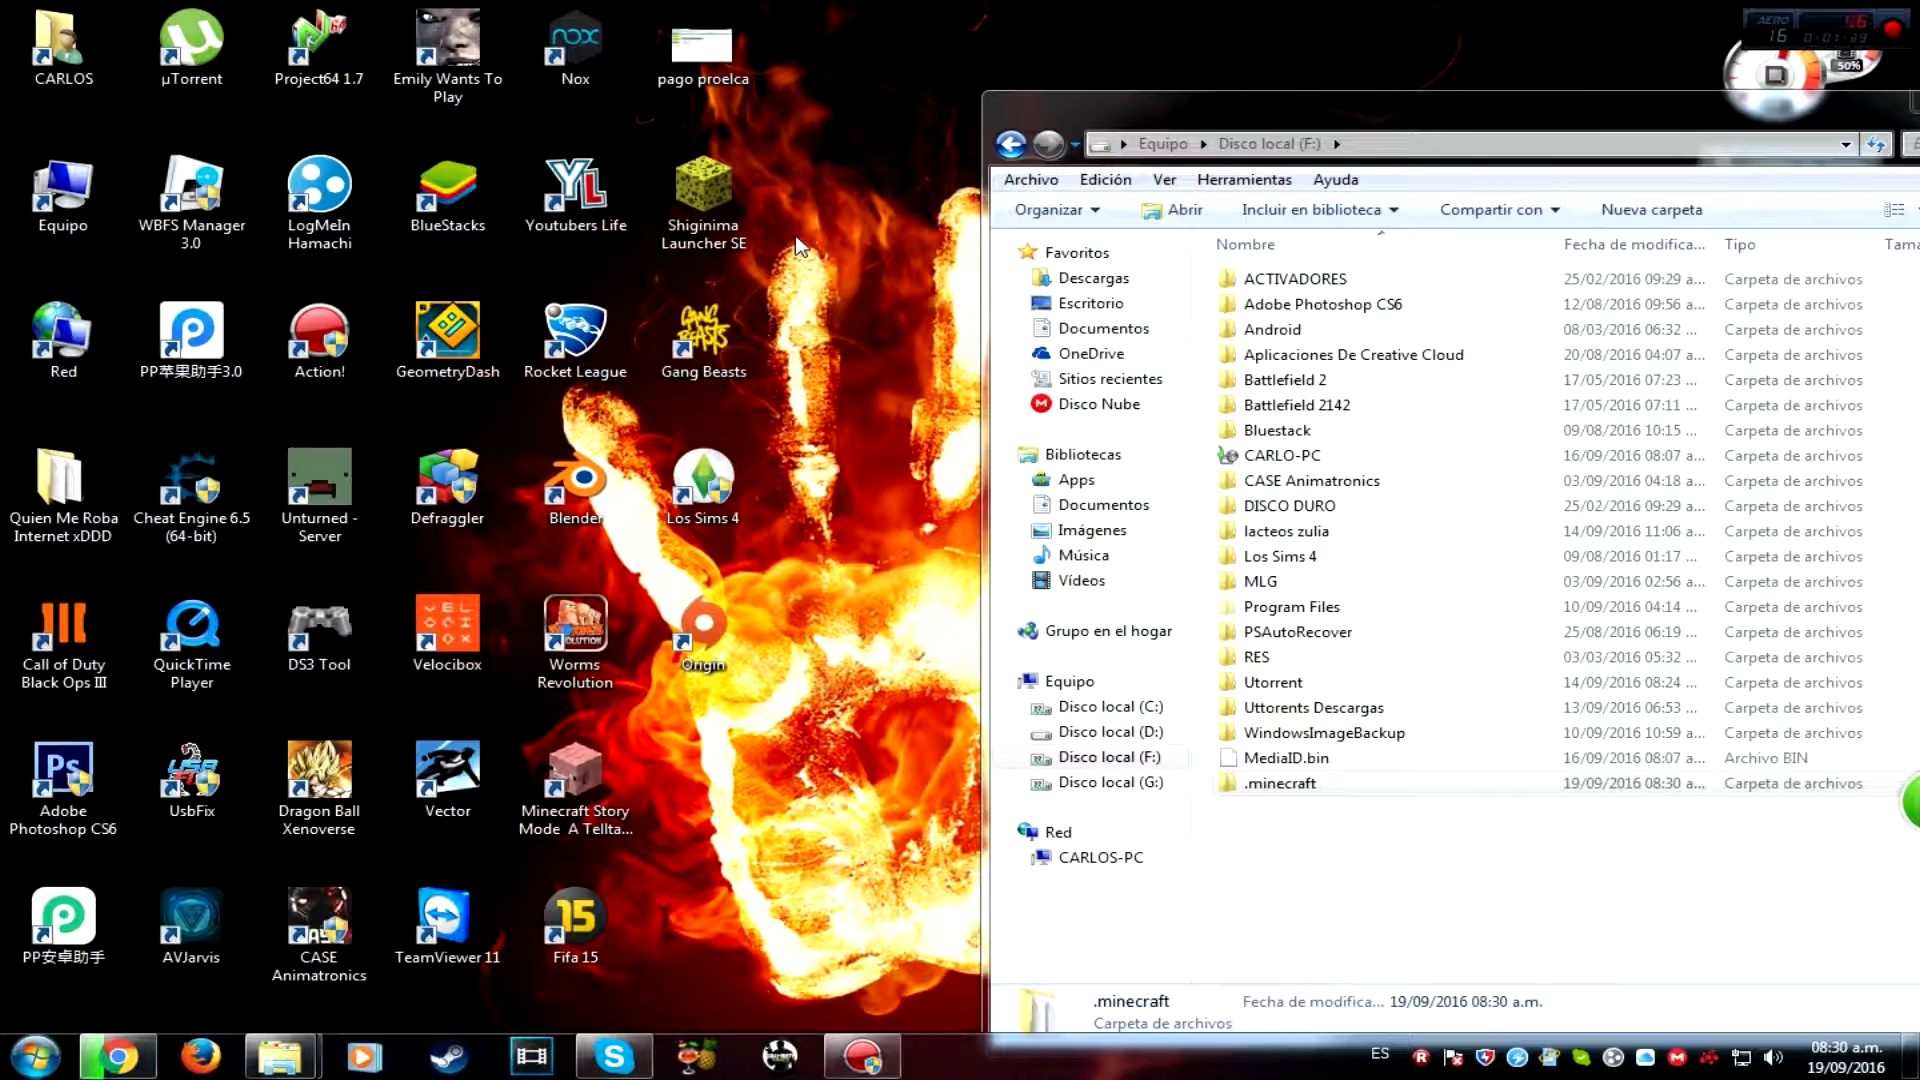 CARLOS
µTorrent
Project64 1.7
Emily Wants To
Play
Nox
pago proelca
Equipo
WBFS Manager
3.0
LogMeIn
Hamachi
BlueStacks
Youtubers Life
Shiginima
Launcher SE
Red
PP苹果助手3.0
Action!
GeometryDash
Rocket League
Gang Beasts
Quien Me Roba
Internet xDDD
Cheat Engine 6.5
(64-bit)
Unturned -
Server
Defraggler
Blender
Los Sims 4
Call of Duty
Black Ops III
QuickTime
Player
DS3 Tool
Velocibox
Worms
Revolution
Origin
Adobe
Photoshop CS6
UsbFix
Dragon Ball
Xenoverse
Vector
Minecraft Story
Mode A Tellta...
PP安卓助手
AVJarvis
CASE
Animatronics
TeamViewer 11
Fifa 15
AERO
16
0:01:39
50%
Equipo
Disco local (F:)
Archivo Edición Ver Herramientas Ayuda
Organizar Abrir Incluir en biblioteca Compartir con Nueva carpeta
Nombre Fecha de modifica... Tipo Tama
Favoritos
Descargas
Escritorio
Documentos
OneDrive
Sitios recientes
Disco Nube
Bibliotecas
Apps
Documentos
Imágenes
Música
Vídeos
Grupo en el hogar
Equipo
Disco local (C:)
Disco local (D:)
Disco local (F:)
Disco local (G:)
Red
CARLOS-PC
ACTIVADORES 25/02/2016 09:29 a... Carpeta de archivos
Adobe Photoshop CS6 12/08/2016 09:56 a... Carpeta de archivos
Android 08/03/2016 06:32 ... Carpeta de archivos
Aplicaciones De Creative Cloud 20/08/2016 04:07 a... Carpeta de archivos
Battlefield 2 17/05/2016 07:23 ... Carpeta de archivos
Battlefield 2142 17/05/2016 07:11 ... Carpeta de archivos
Bluestack 09/08/2016 10:15 ... Carpeta de archivos
CARLO-PC 16/09/2016 08:07 a... Carpeta de archivos
CASE Animatronics 03/09/2016 04:18 a... Carpeta de archivos
DISCO DURO 25/02/2016 09:29 a... Carpeta de archivos
lacteos zulia 14/09/2016 11:06 a... Carpeta de archivos
Los Sims 4 09/08/2016 01:17 ... Carpeta de archivos
MLG 03/09/2016 02:56 a... Carpeta de archivos
Program Files 10/09/2016 04:14 ... Carpeta de archivos
PSAutoRecover 25/08/2016 06:19 ... Carpeta de archivos
RES 03/03/2016 05:32 ... Carpeta de archivos
Utorrent 14/09/2016 08:24 ... Carpeta de archivos
Uttorents Descargas 13/09/2016 06:53 ... Carpeta de archivos
WindowsImageBackup 10/09/2016 10:59 a... Carpeta de archivos
MediaID.bin 16/09/2016 08:07 a... Archivo BIN
.minecraft 19/09/2016 08:30 a... Carpeta de archivos
.minecraft Fecha de modifica... 19/09/2016 08:30 a.m.
Carpeta de archivos
ES
08:30 a.m.
19/09/2016